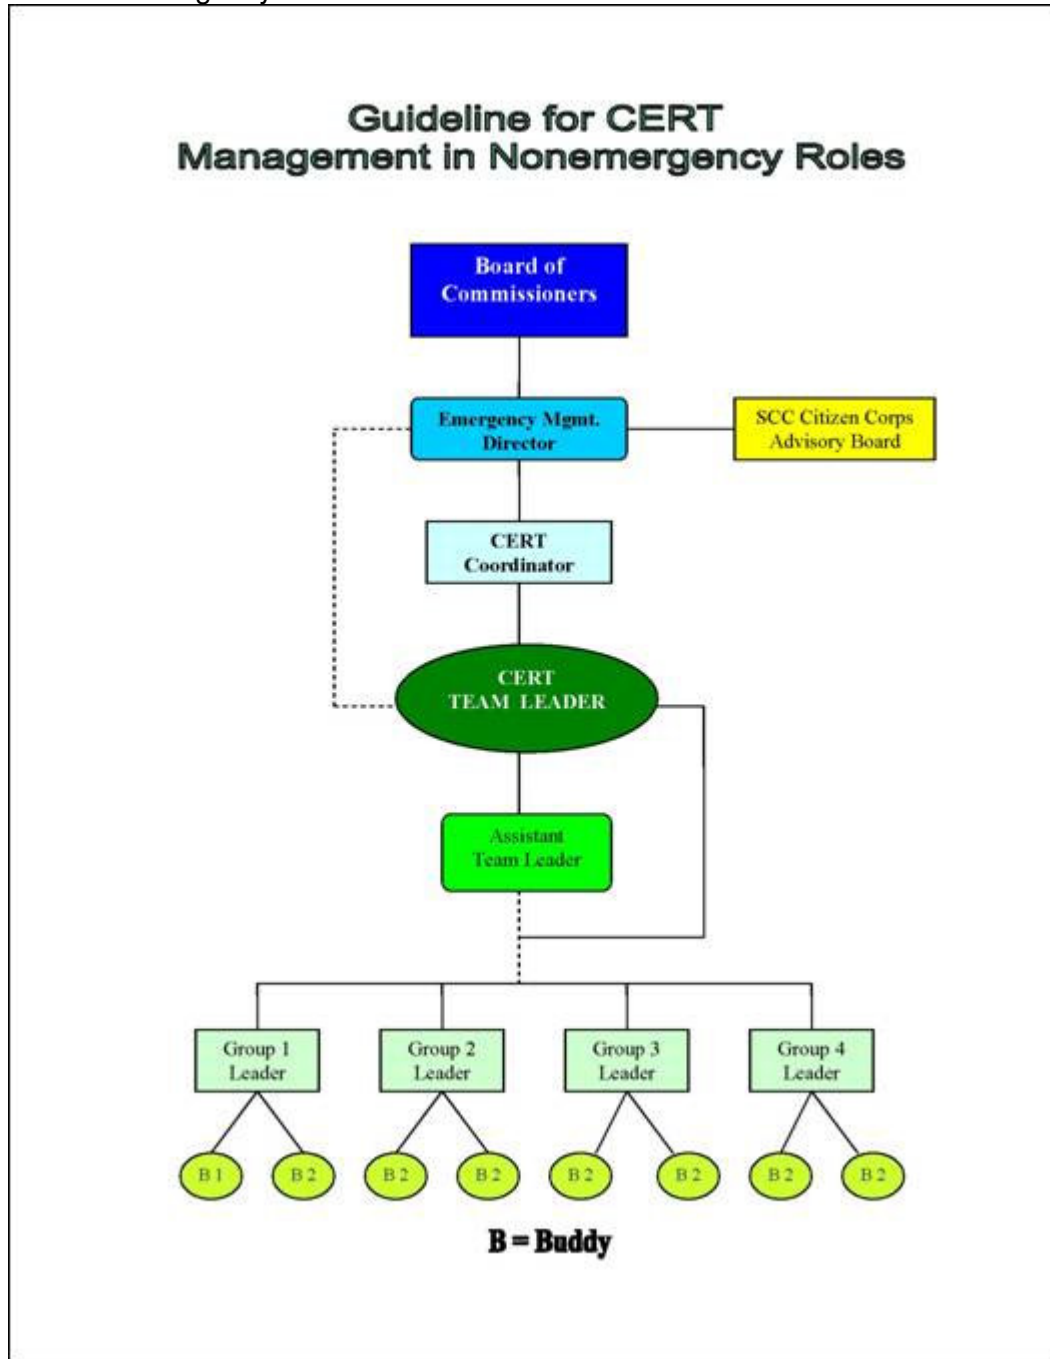 Guideline for CERT
Management in Nonemergency Roles
Board of
Commissioners
Emergency Mgmt.
Director
SCC Citizen Corps
Advisory Board
CERT
Coordinator
CERT
TEAM LEADER
Assistant
Team Leader
Group 1
Leader
Group 2
Leader
Group 3
Leader
Group 4
Leader
B 1
B 2
B 2
B 2
B 2
B 2
B 2
B 2
B = Buddy